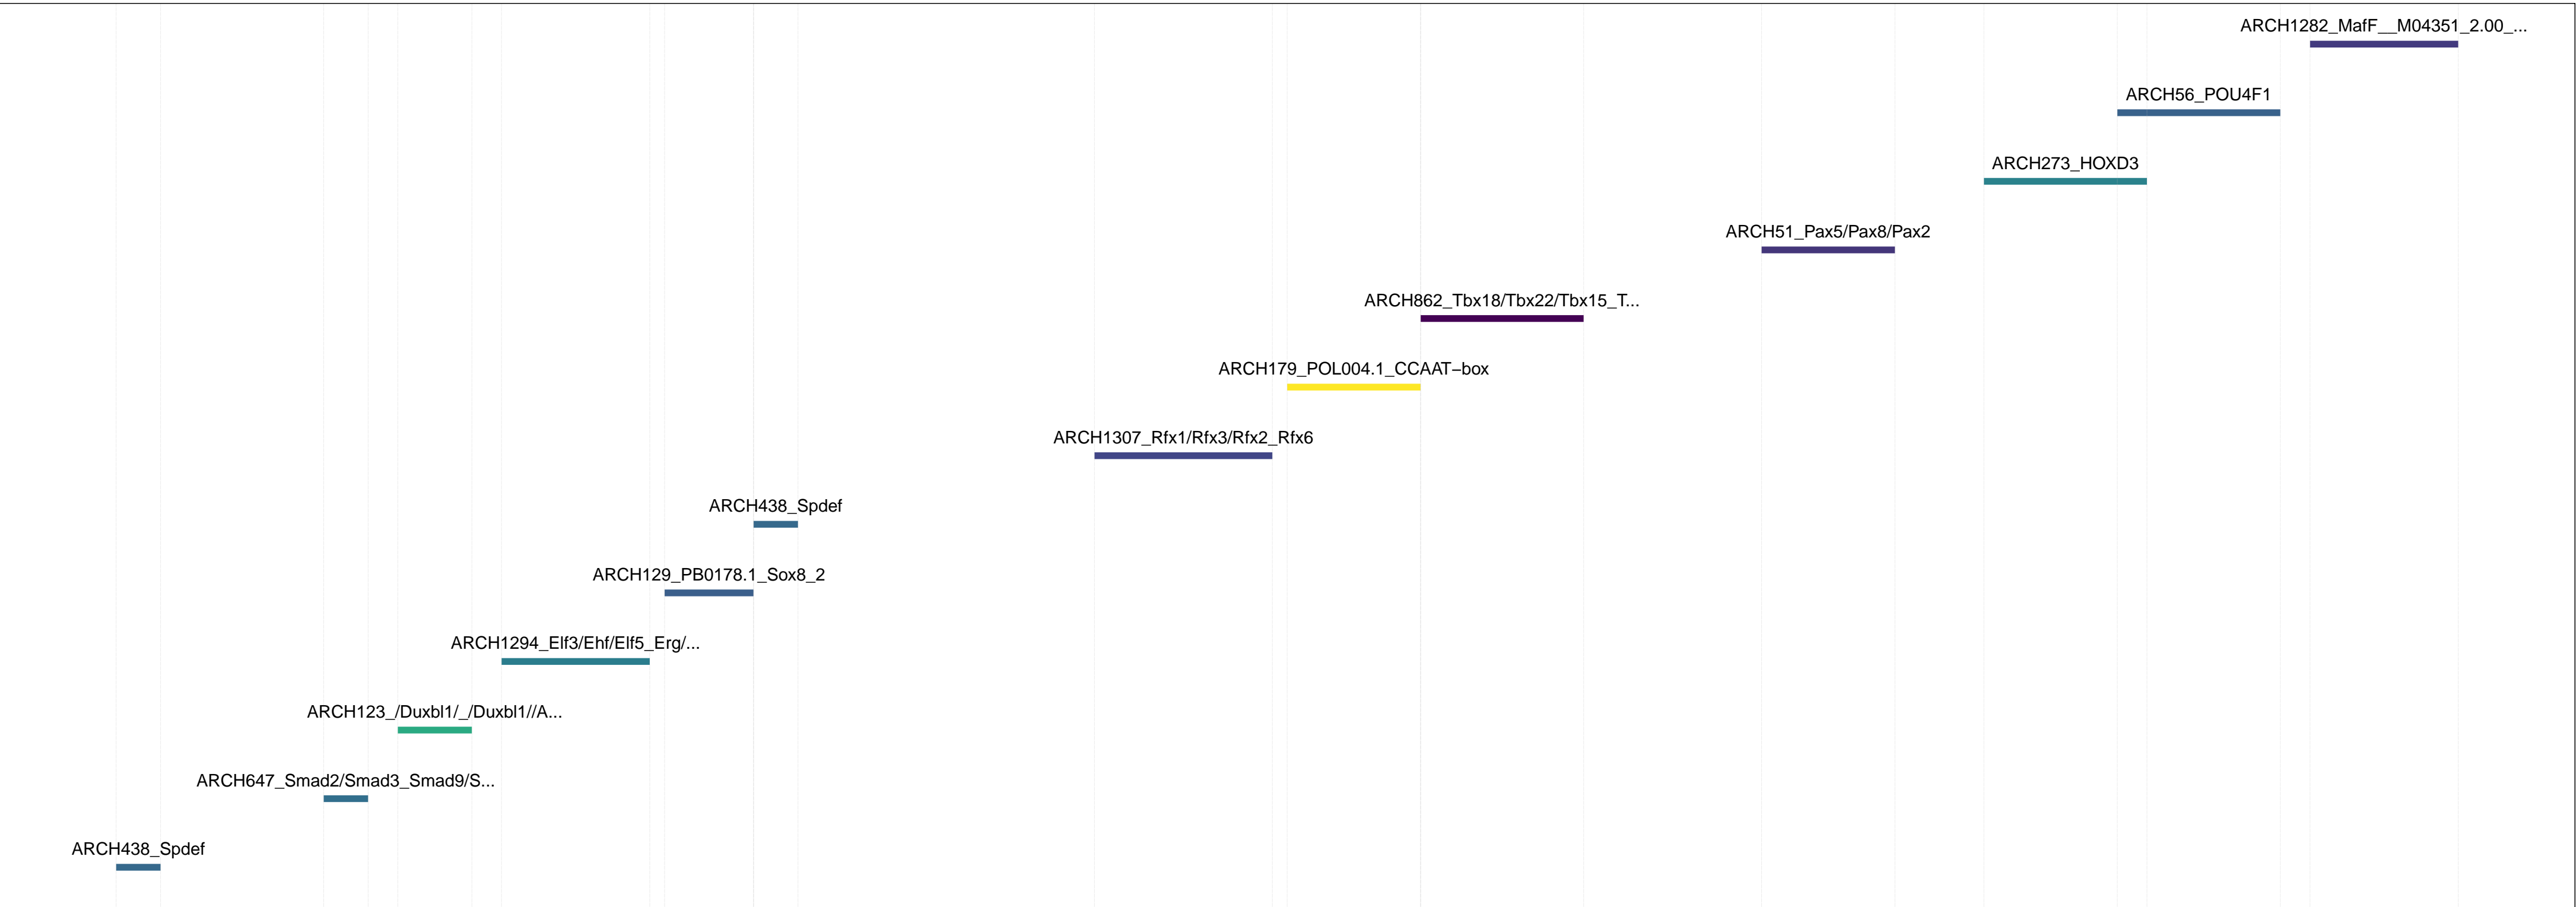 ARCH1282_MafF__M04351_2.00_...
ARCH56_POU4F1
ARCH273_HOXD3
ARCH51_Pax5/Pax8/Pax2
ARCH862_Tbx18/Tbx22/Tbx15_T...
ARCH179_POL004.1_CCAAT−box
ARCH1307_Rfx1/Rfx3/Rfx2_Rfx6
ARCH438_Spdef
ARCH129_PB0178.1_Sox8_2
ARCH1294_Elf3/Ehf/Elf5_Erg/...
ARCH123_/Duxbl1/_/Duxbl1//A...
ARCH647_Smad2/Smad3_Smad9/S...
ARCH438_Spdef